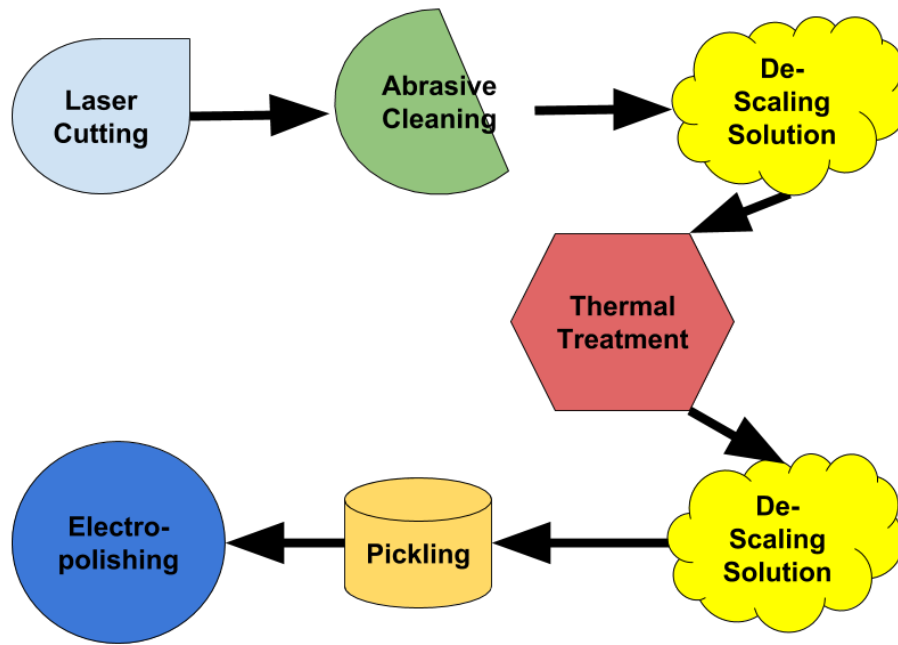 Laser
Cutting
Abrasive
Cleaning
De-
Scaling
Solution
Thermal
Treatment
De-
Scaling
Solution
Pickling
Electro-
polishing